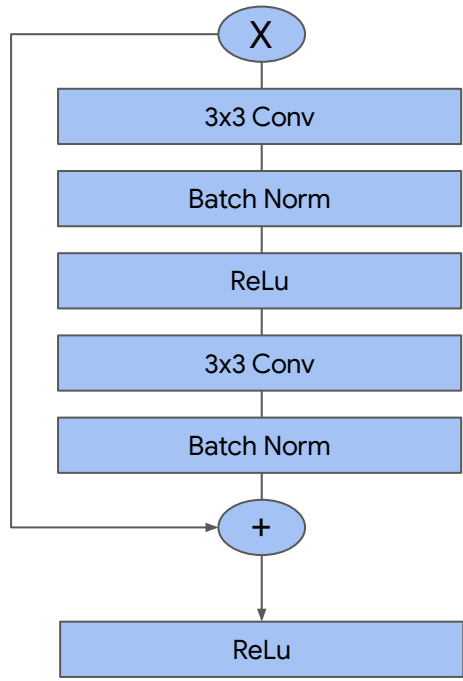 X
3x3 Conv
Batch Norm
ReLu
3x3 Conv
Batch Norm
+
ReLu